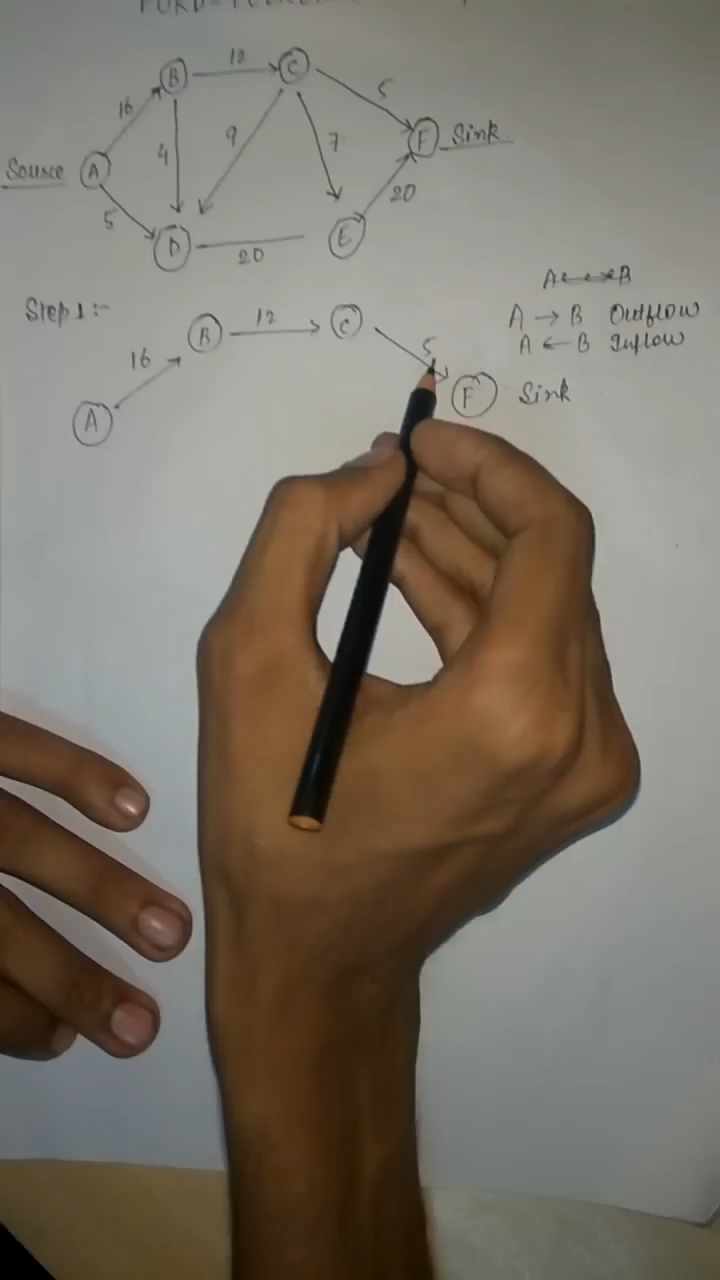 B 12 C 5
16 4 9 7 F Sink
Source A 20
5 D 20 E
A B
Step 1:- B 12 C A → B Outflow
A ← B Inflow
16 5
A F Sink